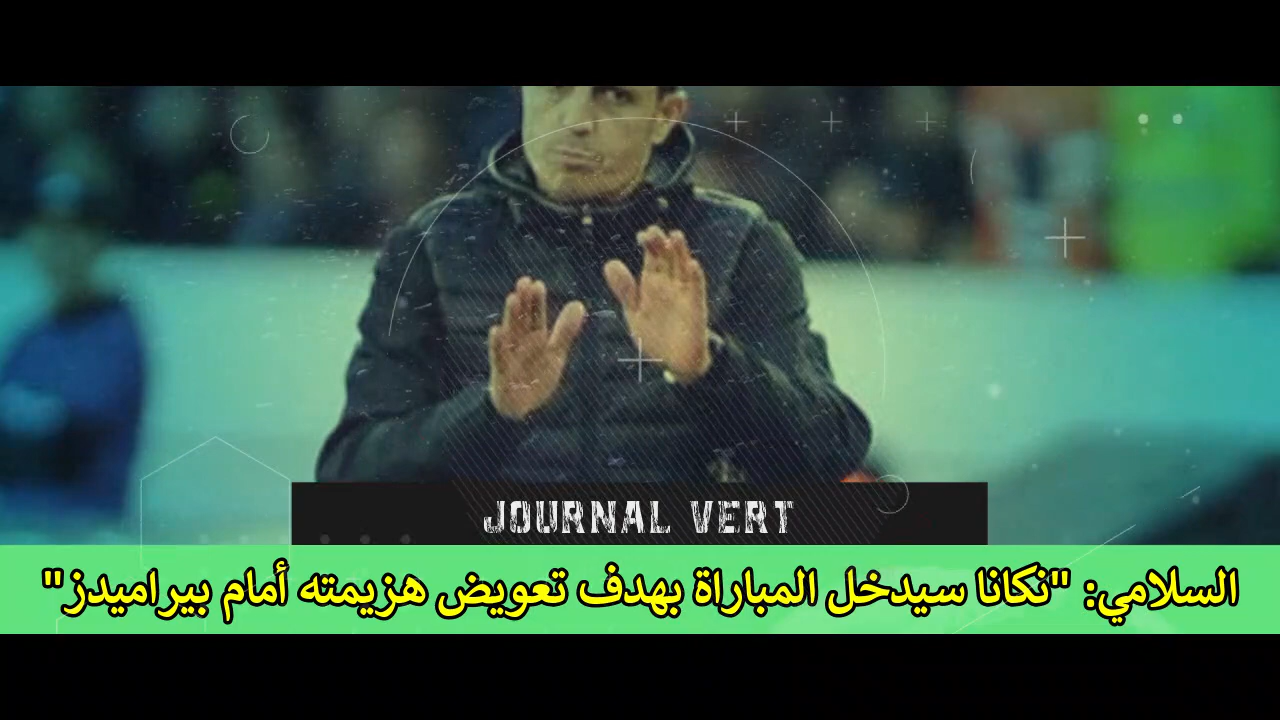 JOURNAL VERT
السلامي: "نكانا سيدخل المباراة بهدف تعويض هزيمته أمام بيراميدز"